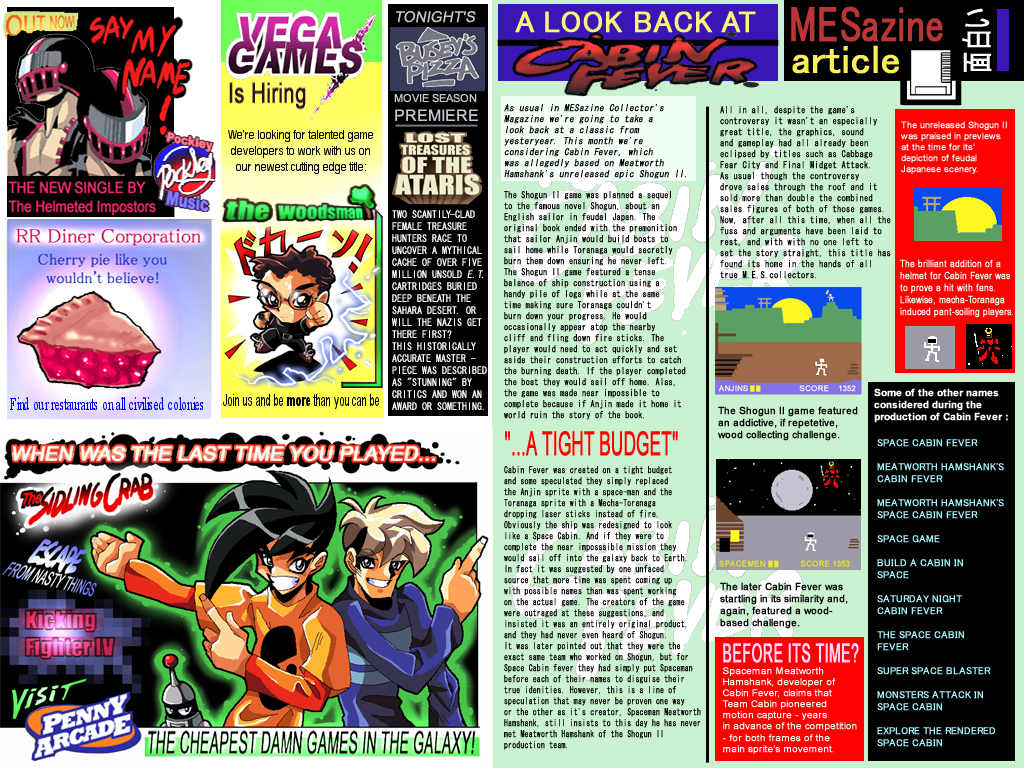 OUT NOW!
SAY MY
NAME
!
Pockley
Pockley
Music
THE NEW SINGLE BY
The Helmeted Impostors
VEGA
GAMES
Is Hiring
We're looking for talented game
developers to work with us on
our newest cutting edge title:
the woodsman
ドカーン!
Join us and be more than you can be
TONIGHT'S
BUSEY'S
PIZZA
MOVIE SEASON
PREMIERE
LOST
TREASURES
OF THE
ATARIS
TWO SCANTILY-CLAD
FEMALE TREASURE
HUNTERS RACE TO
UNCOVER A MYTHICAL
CACHE OF OVER FIVE
MILLION UNSOLD E.T.
CARTRIDGES BURIED
DEEP BENEATH THE
SAHARA DESERT. OR
WILL THE NAZIS GET
THERE FIRST?
THIS HISTORICALLY
ACCURATE MASTER -
PIECE WAS DESCRIBED
AS "STUNNING" BY
CRITICS AND WON AN
AWARD OR SOMETHING.
RR Diner Corporation
Cherry pie like you
wouldn't believe!
Find our restaurants on all civilised colonies
WHEN WAS THE LAST TIME YOU PLAYED...
The SIDLING CRAB
ESCAPE
FROM NASTY THINGS
Kicking
Fighter IV
VISIT
PENNY
ARCADE
THE CHEAPEST DAMN GAMES IN THE GALAXY!
A LOOK BACK AT
CABIN
FEVER
MESazine
article
面白い
As usual in MESazine Collector's
Magazine we're going to take a
look back at a classic from
yesteryear. This month we're
considering Cabin Fever, which
was allegedly based on Meatworth
Hamshank's unreleased epic Shogun II.
The Shogun II game was planned a sequel
to the famous novel Shogun, about an
English sailor in feudal Japan. The
original book ended with the premonition
that sailor Anjin would build boats to
sail home while Toranaga would secretly
burn them down ensuring he never left.
The Shogun II game featured a tense
balance of ship construction using a
handy pile of logs while at the same
time making sure Toranaga couldn't
burn down your progress. He would
occasionally appear atop the nearby
cliff and fling down fire sticks. The
player would need to act quickly and set
aside their construction efforts to catch
the burning death. If the player completed
the boat they would sail off home. Alas,
the game was made near impossible to
complete because if Anjin made it home it
world ruin the story of the book.
"...A TIGHT BUDGET"
Cabin Fever was created on a tight budget
and some speculated they simply replaced
the Anjin sprite with a space-man and the
Toranaga sprite with a Mecha-Toranaga
dropping laser sticks instead of fire.
Obviously the ship was redesigned to look
like a Space Cabin. And if they were to
complete the near imposssible mission they
would sail off into the galaxy back to Earth.
In fact it was suggested by one unfaced
source that more time was spent coming up
with possible names than was spent working
on the actual game. The creators of the game
were outraged at these suggestions, and
insisted it was an entirely original product,
and they had never even heard of Shogun.
It was later pointed out that they were the
exact same team who worked on Shogun, but for
Space Cabin fever they had simply put Spaceman
before each of their names to disguise their
true idenities. However, this is a line of
speculation that may never be proven one way
or the other as it's creator, Spaceman Meatworth
Hamshank, still insists to this day he has never
met Meatworth Hamshank of the Shogun II
production team.
All in all, despite the game's
controversy it wasn't an especially
great title, the graphics, sound
and gameplay had all already been
eclipsed by titles such as Cabbage
Fear City and Final Widget Attack.
As usual though the controversy
drove sales through the roof and it
sold more than double the combined
sales figures of both of those games.
Now, after all this time, when all the
fuss and arguments have been laid to
rest, and with with no one left to
set the story straight, this title has
found its home in the hands of all
true M.E.S.collectors.
ANJINS
SCORE 1352
The Shogun II game featured
an addictive, if repetetive,
wood collecting challenge.
SPACEMEN
SCORE 1353
The later Cabin Fever was
startling in its similarity and,
again, featured a wood-
based challenge.
BEFORE ITS TIME?
Spaceman Meatworth
Hamshank, developer of
Cabin Fever, claims that
Team Cabin pioneered
motion capture - years
in advance of the competition
- for both frames of the
main sprite's movement.
The unreleased Shogun II
was praised in previews
at the time for its'
depiction of feudal
Japanese scenery.
The brilliant addition of a
helmet for Cabin Fever was
to prove a hit with fans.
Likewise, mecha-Toranaga
induced pant-soiling players.
Some of the other names
considered during the
production of Cabin Fever :
SPACE CABIN FEVER
MEATWORTH HAMSHANK'S
CABIN FEVER
MEATWORTH HAMSHANK'S
SPACE CABIN FEVER
SPACE GAME
BUILD A CABIN IN
SPACE
SATURDAY NIGHT
CABIN FEVER
THE SPACE CABIN
FEVER
SUPER SPACE BLASTER
MONSTERS ATTACK IN
SPACE CABIN
EXPLORE THE RENDERED
SPACE CABIN